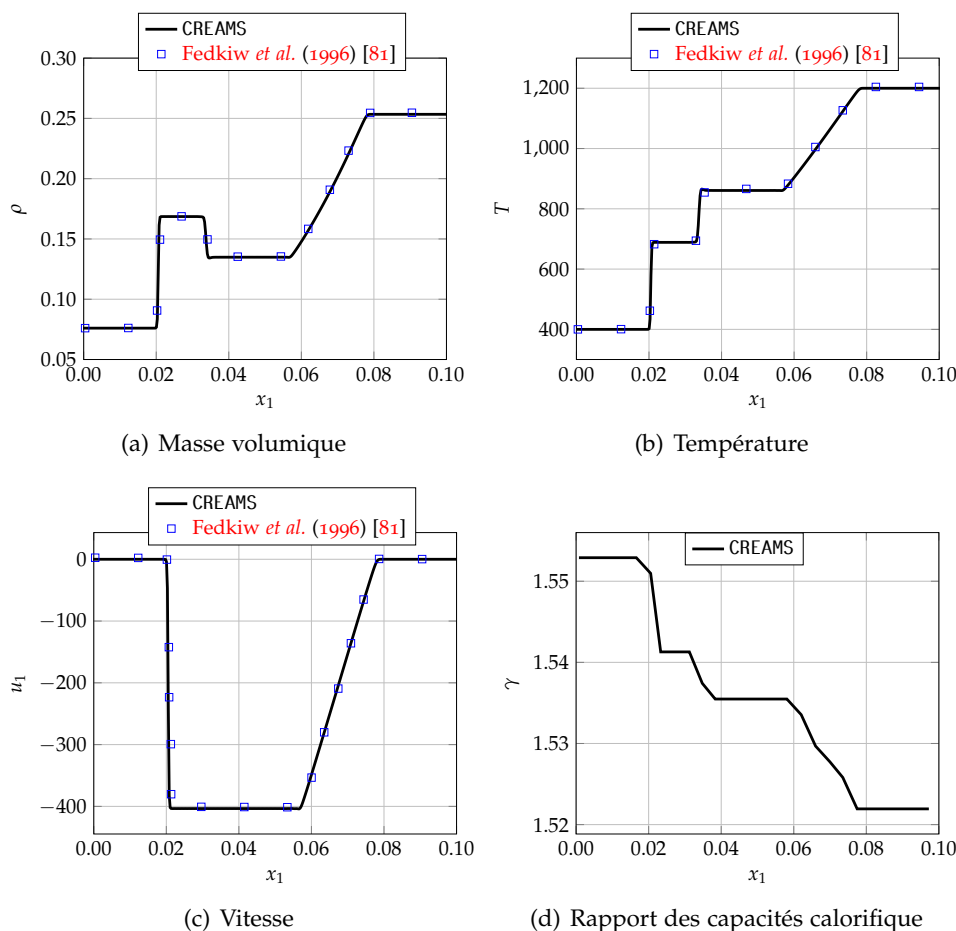 CREAMS
Fedkiw et al. (1996) [81]
0.30
0.25
0.20
0.15
0.10
0.05
ρ
0.00 0.02 0.04 0.06 0.08 0.10
x1
(a) Masse volumique
CREAMS
Fedkiw et al. (1996) [81]
1,200
1,000
800
600
400
T
0.00 0.02 0.04 0.06 0.08 0.10
x1
(b) Température
CREAMS
Fedkiw et al. (1996) [81]
0
−100
−200
−300
−400
u1
0.00 0.02 0.04 0.06 0.08 0.10
x1
(c) Vitesse
CREAMS
1.55
1.54
1.53
1.52
γ
0.00 0.02 0.04 0.06 0.08 0.10
x1
(d) Rapport des capacités calorifique